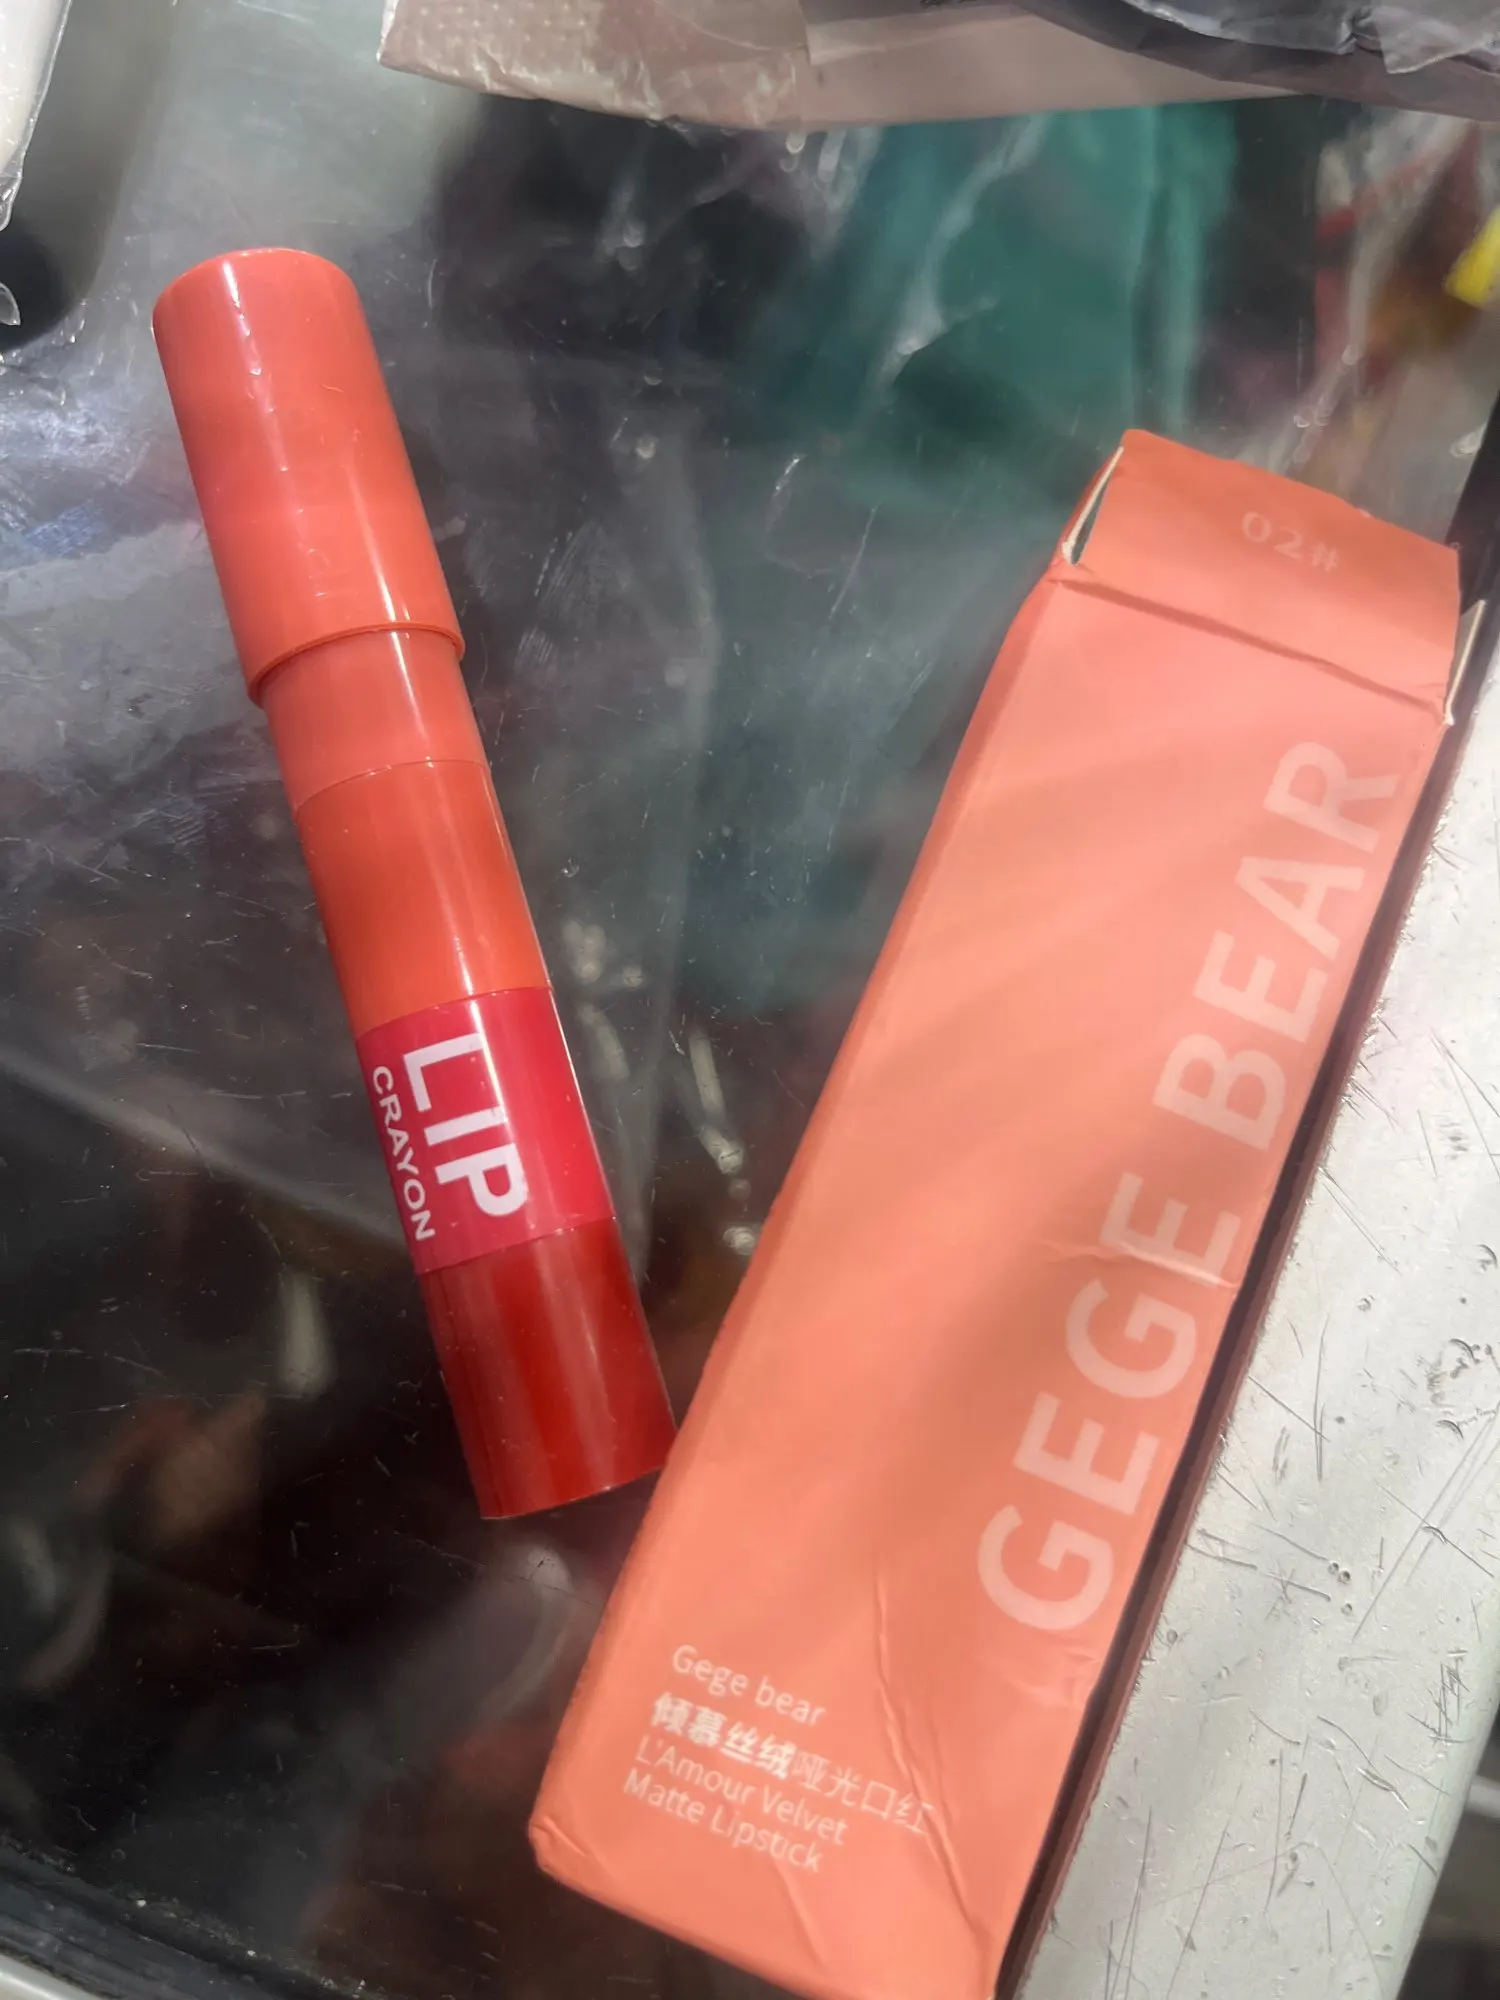 LIP
CRAYON
02#
GEGE BEAR
Gege bear
倾慕丝绒哑光口红
L'Amour Velvet
Matte Lipstick